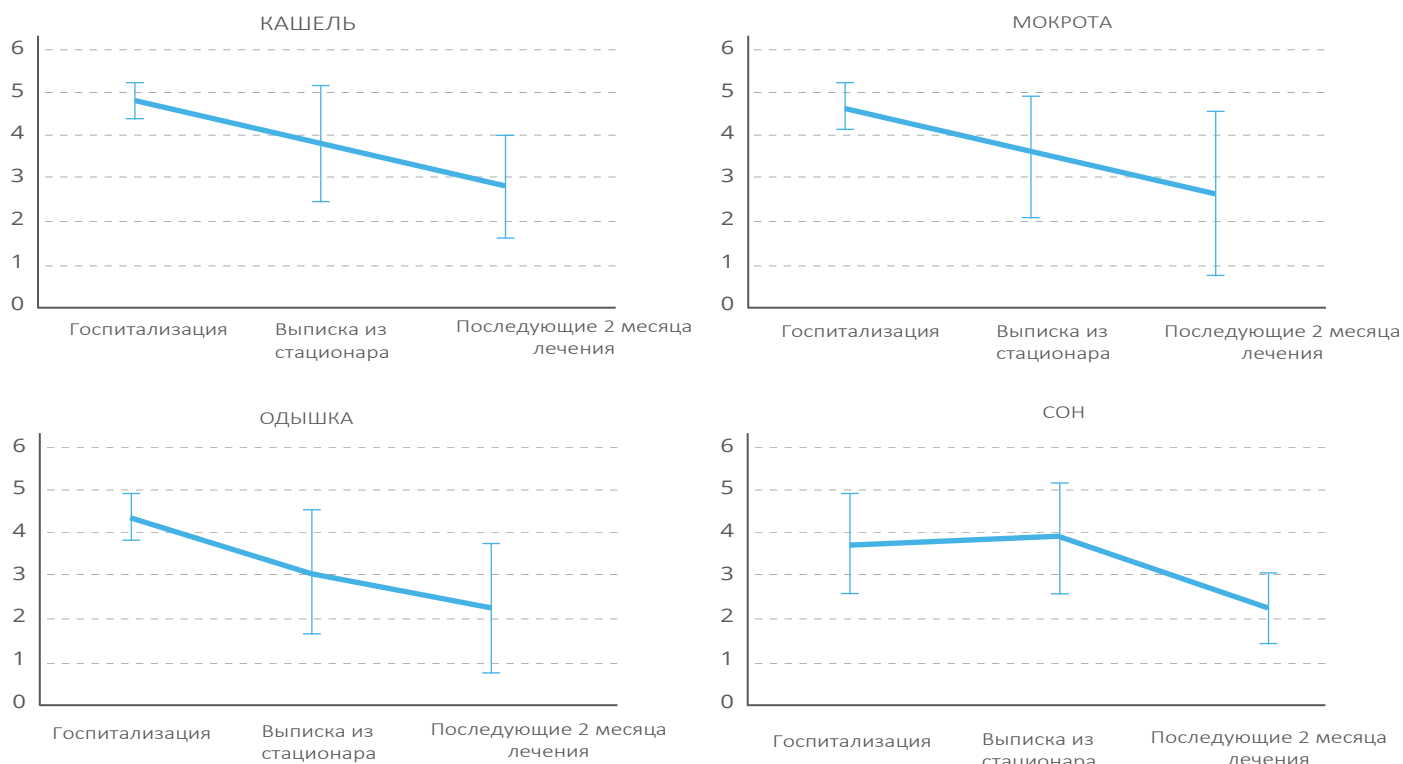 КАШЕЛЬ
6
5
4
3
2
1
0
Госпитализация
Выписка из
стационара
Последующие 2 месяца
лечения
МОКРОТА
6
5
4
3
2
1
0
Госпитализация
Выписка из
стационара
Последующие 2 месяца
лечения
ОДЫШКА
6
5
4
3
2
1
0
Госпитализация
Выписка из
стационара
Последующие 2 месяца
лечения
СОН
6
5
4
3
2
1
0
Госпитализация
Выписка из
стационара
Последующие 2 месяца
лечения